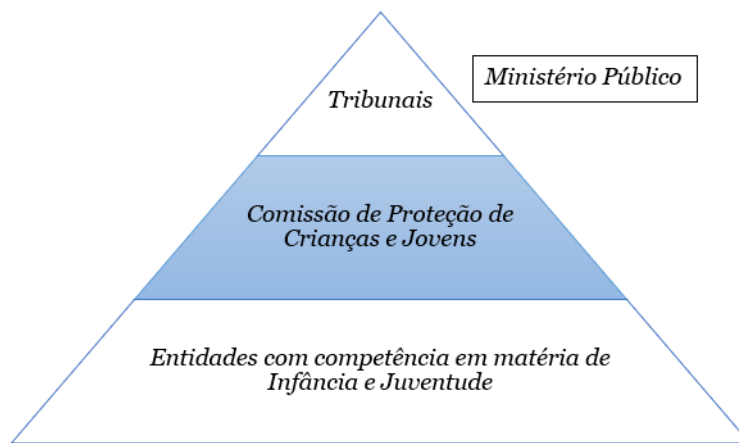 Tribunais
Ministério Público
Comissão de Proteção de
Crianças e Jovens
Entidades com competência em matéria de
Infância e Juventude